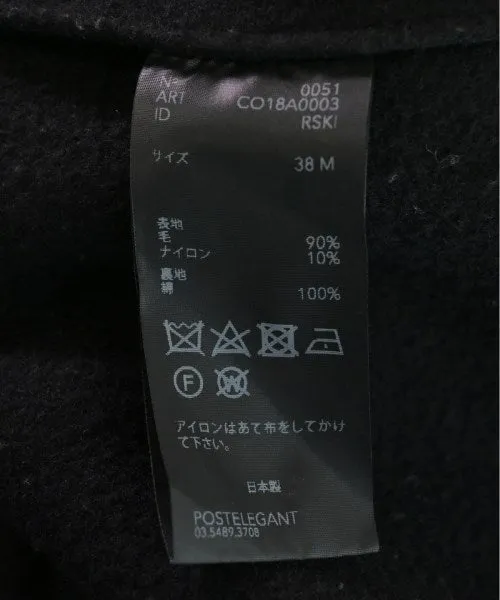 No 0051
ART CO18A0003
ID RSKI
サイズ 38 M
表地
毛 90%
ナイロン 10%
裏地
綿 100%
F W
アイロンはあて布をしてかけ
て下さい。
日本製
POSTELEGANT
03.5489.3708